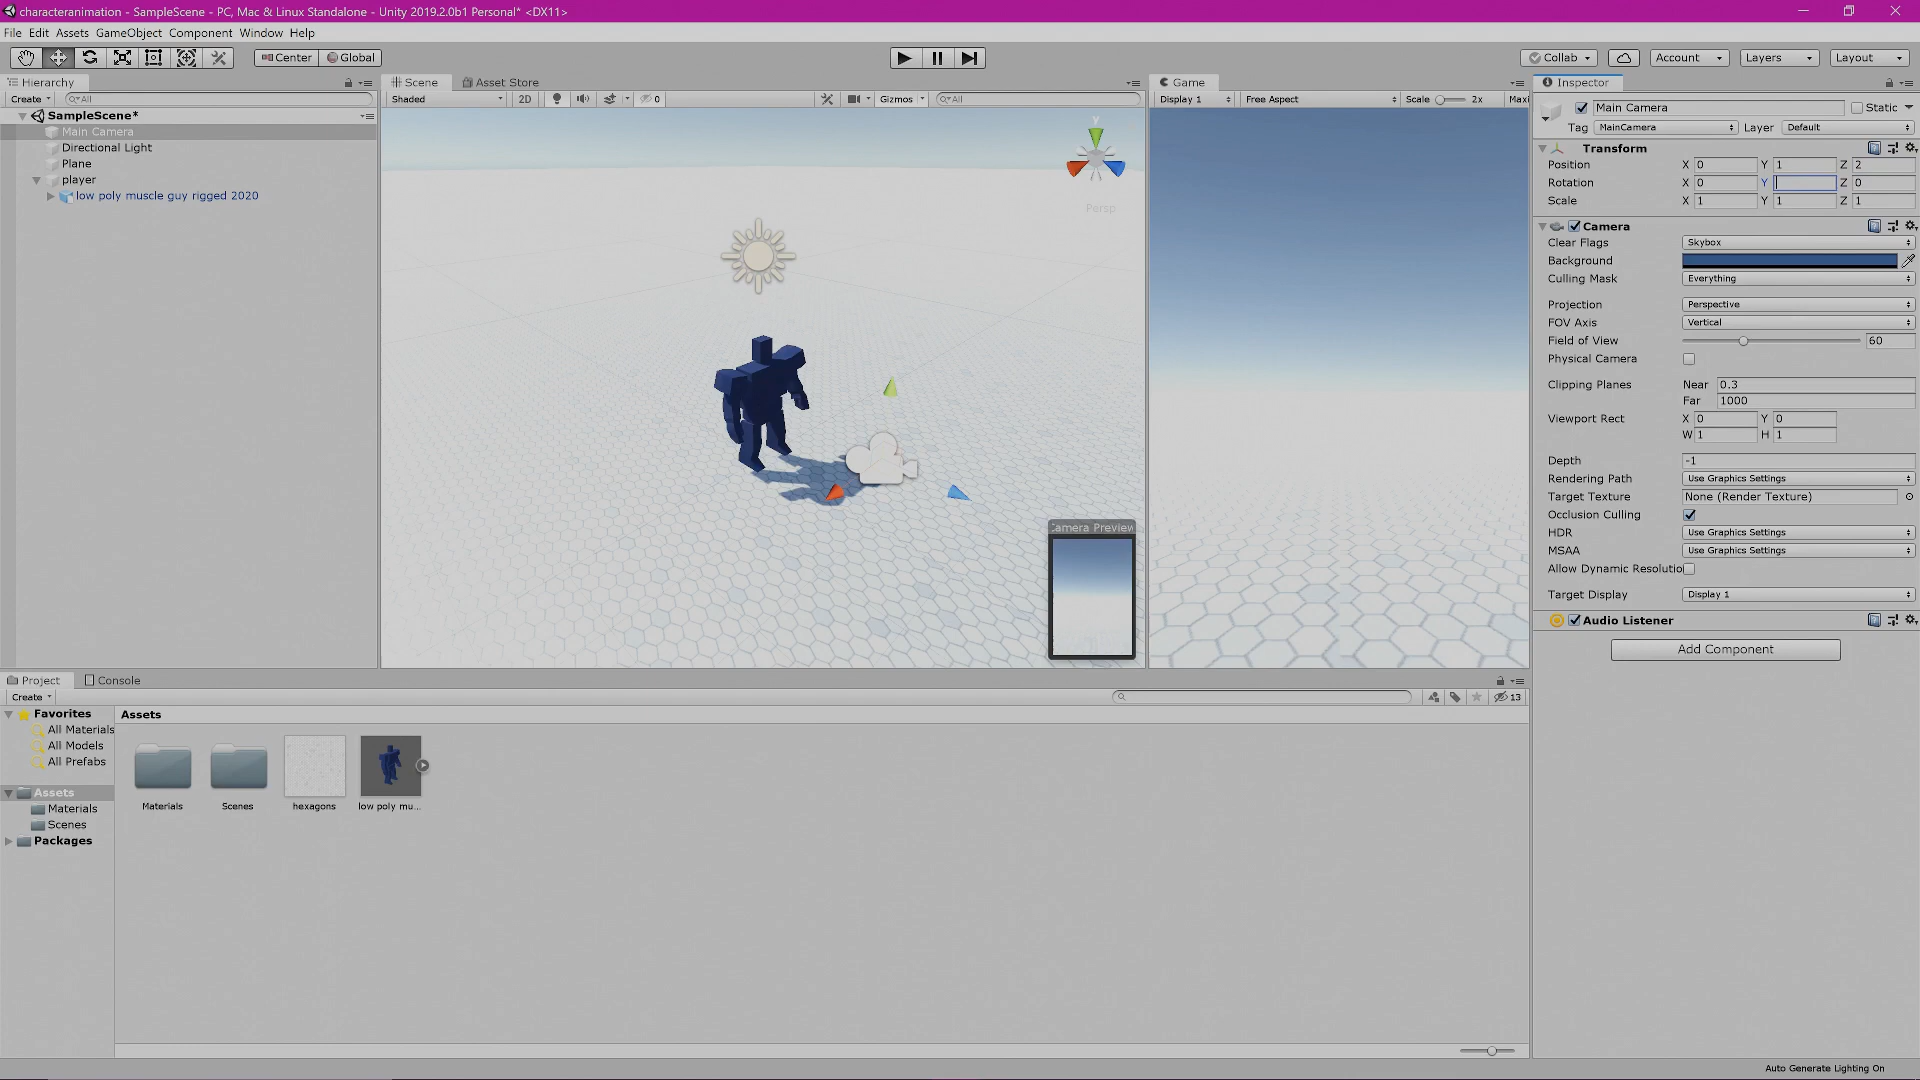 characteranimation - SampleScene - PC, Mac & Linux Standalone - Unity 2019.2.0b1 Personal* <DX11>
File Edit Assets GameObject Component Window Help
Center Global
Collab Account Layers Layout
Hierarchy
Create All
SampleScene*
Main Camera
Directional Light
Plane
player
low poly muscle guy rigged 2020
Scene Asset Store
Shaded 2D 0 Gizmos All
y
Persp
Camera Preview
Game
Display 1 Free Aspect Scale 2x Maxi
Inspector
Main Camera Static
Tag MainCamera Layer Default
Transform
Position X 0 Y 1 Z 2
Rotation X 0 Y Z 0
Scale X 1 Y 1 Z 1
Camera
Clear Flags Skybox
Background
Culling Mask Everything
Projection Perspective
FOV Axis Vertical
Field of View 60
Physical Camera
Clipping Planes Near 0.3
Far 1000
Viewport Rect X 0 Y 0
W 1 H 1
Depth -1
Rendering Path Use Graphics Settings
Target Texture None (Render Texture)
Occlusion Culling
HDR Use Graphics Settings
MSAA Use Graphics Settings
Allow Dynamic Resolutio
Target Display Display 1
Audio Listener
Add Component
Project Console
Create 13
Favorites
All Materials
All Models
All Prefabs
Assets
Materials
Scenes
Packages
Assets
Materials Scenes hexagons low poly mu...
Auto Generate Lighting On